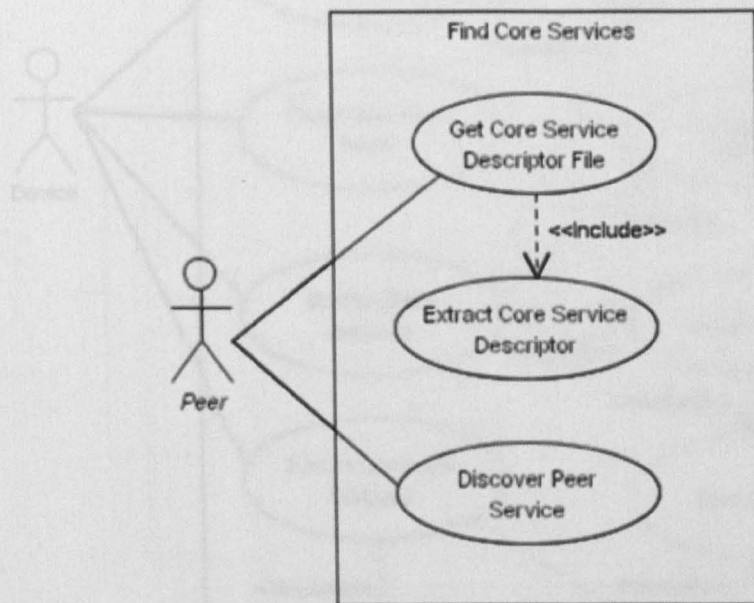 Find Core Services
Get Core Service
Descriptor File
<<Include>>
Extract Core Service
Descriptor
Peer
Discover Peer
Service